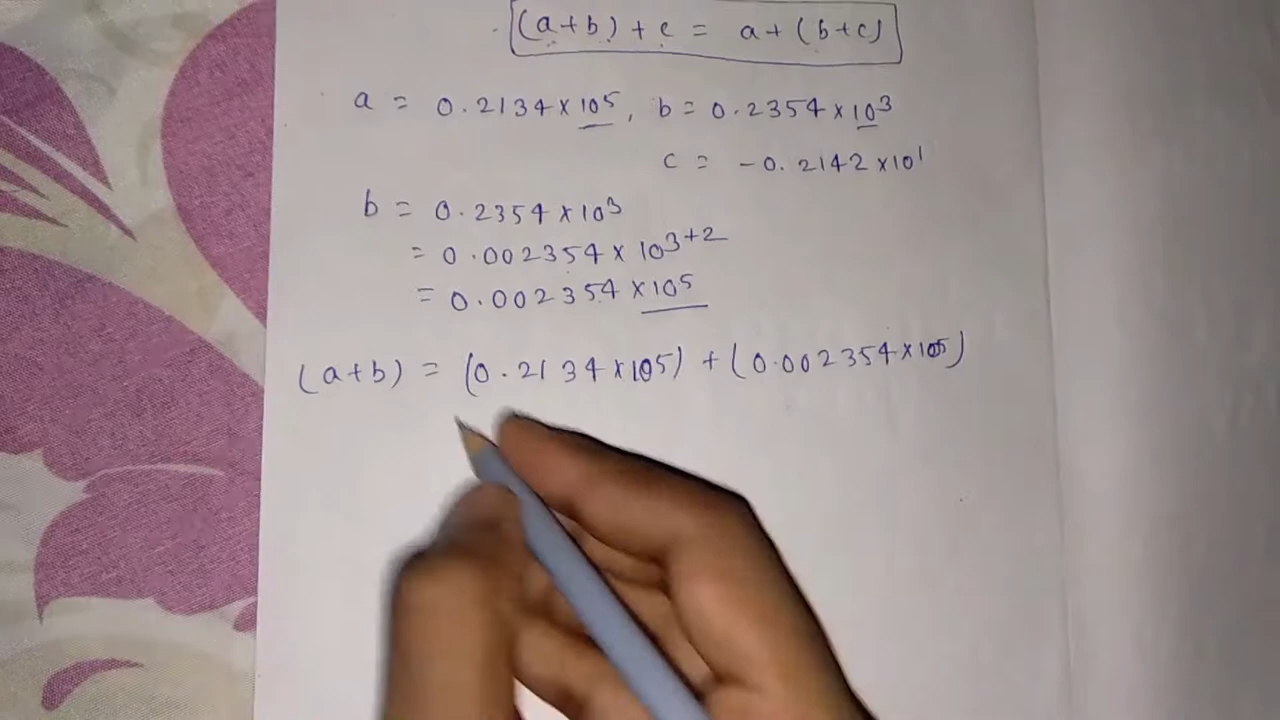 (a+b) + c = a + (b+c)
a = 0.2134 × 10⁵, b = 0.2354 × 10³
c = -0.2142 × 10¹
b = 0.2354 × 10³
= 0.002354 × 10³⁺²
= 0.002354 × 10⁵
(a+b) = (0.2134 × 10⁵) + (0.002354 × 10⁵)